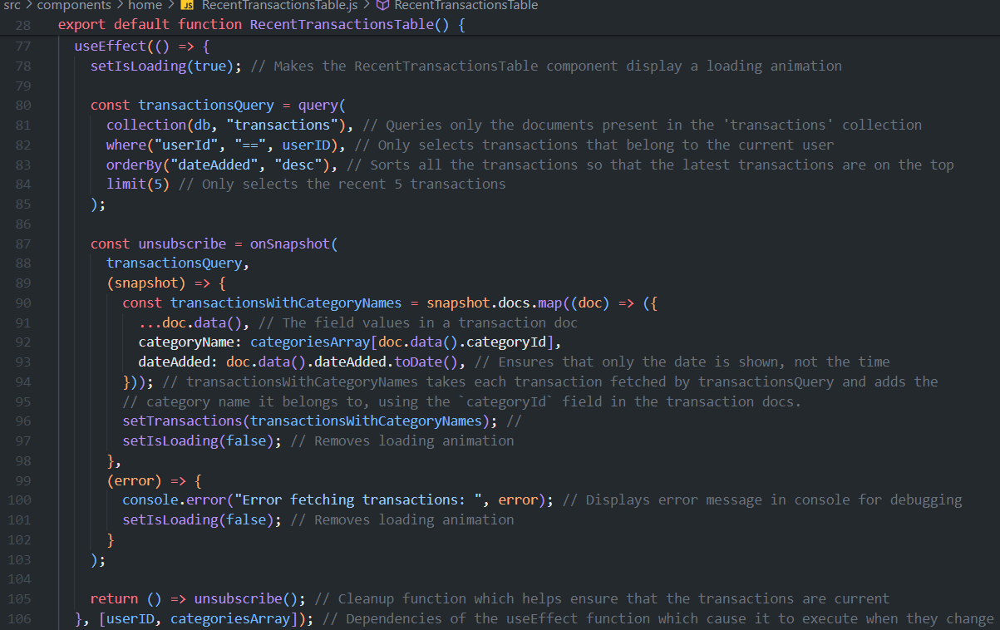 src > components > home > JS RecentTransactionsTable.js > RecentTransactionsTable
28 export default function RecentTransactionsTable() {
77 useEffect(() => {
78 setIsLoading(true); // Makes the RecentTransactionsTable component display a loading animation
79
80 const transactionsQuery = query(
81 collection(db, "transactions"), // Queries only the documents present in the 'transactions' collection
82 where("userId", "==", userID), // Only selects transactions that belong to the current user
83 orderBy("dateAdded", "desc"), // Sorts all the transactions so that the latest transactions are on the top
84 limit(5) // Only selects the recent 5 transactions
85 );
86
87 const unsubscribe = onSnapshot(
88 transactionsQuery,
89 (snapshot) => {
90 const transactionsWithCategoryNames = snapshot.docs.map((doc) => ({
91 ...doc.data(), // The field values in a transaction doc
92 categoryName: categoriesArray[doc.data().categoryId],
93 dateAdded: doc.data().dateAdded.toDate(), // Ensures that only the date is shown, not the time
94 })); // transactionsWithCategoryNames takes each transaction fetched by transactionsQuery and adds the
95 // category name it belongs to, using the `categoryId` field in the transaction docs.
96 setTransactions(transactionsWithCategoryNames); //
97 setIsLoading(false); // Removes loading animation
98 },
99 (error) => {
100 console.error("Error fetching transactions: ", error); // Displays error message in console for debugging
101 setIsLoading(false); // Removes loading animation
102 }
103 );
104
105 return () => unsubscribe(); // Cleanup function which helps ensure that the transactions are current
106 }, [userID, categoriesArray]); // Dependencies of the useEffect function which cause it to execute when they change